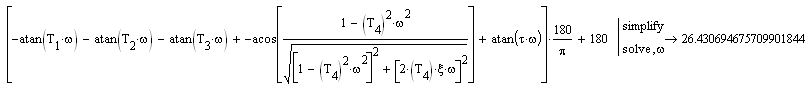 [-atan(T₁·ω) − atan(T₂·ω) − atan(T₃·ω) + -acos[(1 − (T₄)²·ω²) / √([1 − (T₄)²·ω²]² + [2·(T₄)·ξ·ω]²)] + atan(τ·ω)]·180/π + 180 | simplify solve,ω → 26.430694675709901844